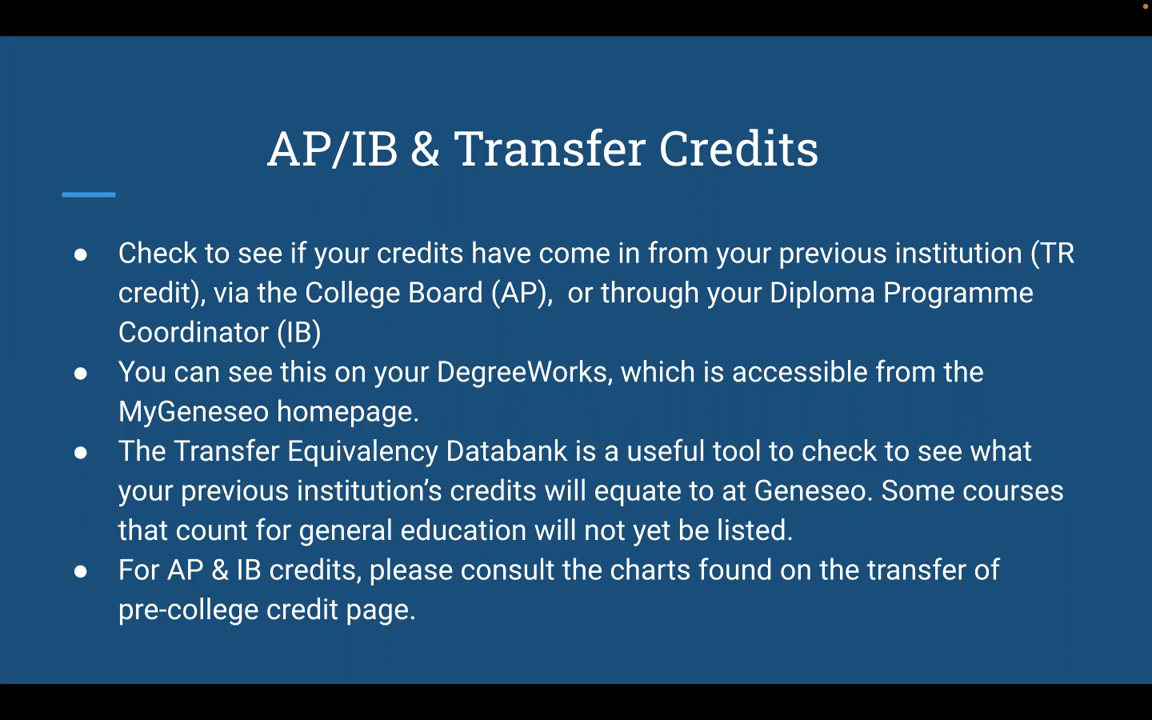 AP/IB & Transfer Credits
● Check to see if your credits have come in from your previous institution (TR
credit), via the College Board (AP),  or through your Diploma Programme
Coordinator (IB)
● You can see this on your DegreeWorks, which is accessible from the
MyGeneseo homepage.
● The Transfer Equivalency Databank is a useful tool to check to see what
your previous institution’s credits will equate to at Geneseo. Some courses
that count for general education will not yet be listed.
● For AP & IB credits, please consult the charts found on the transfer of
pre-college credit page.